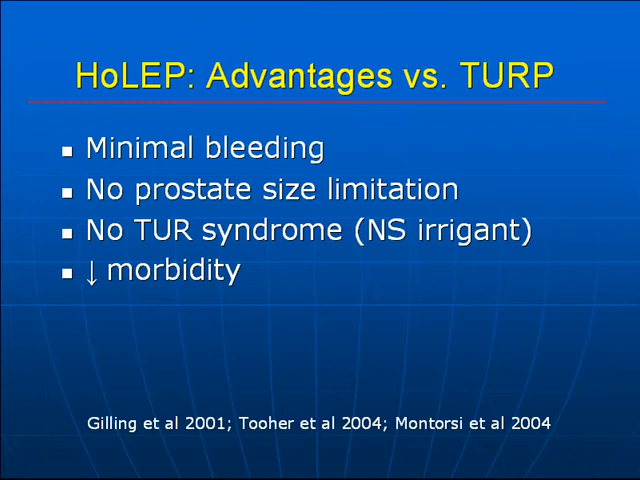 HoLEP: Advantages vs. TURP
Minimal bleeding
No prostate size limitation
No TUR syndrome (NS irrigant)
↓ morbidity
Gilling et al 2001; Tooher et al 2004; Montorsi et al 2004